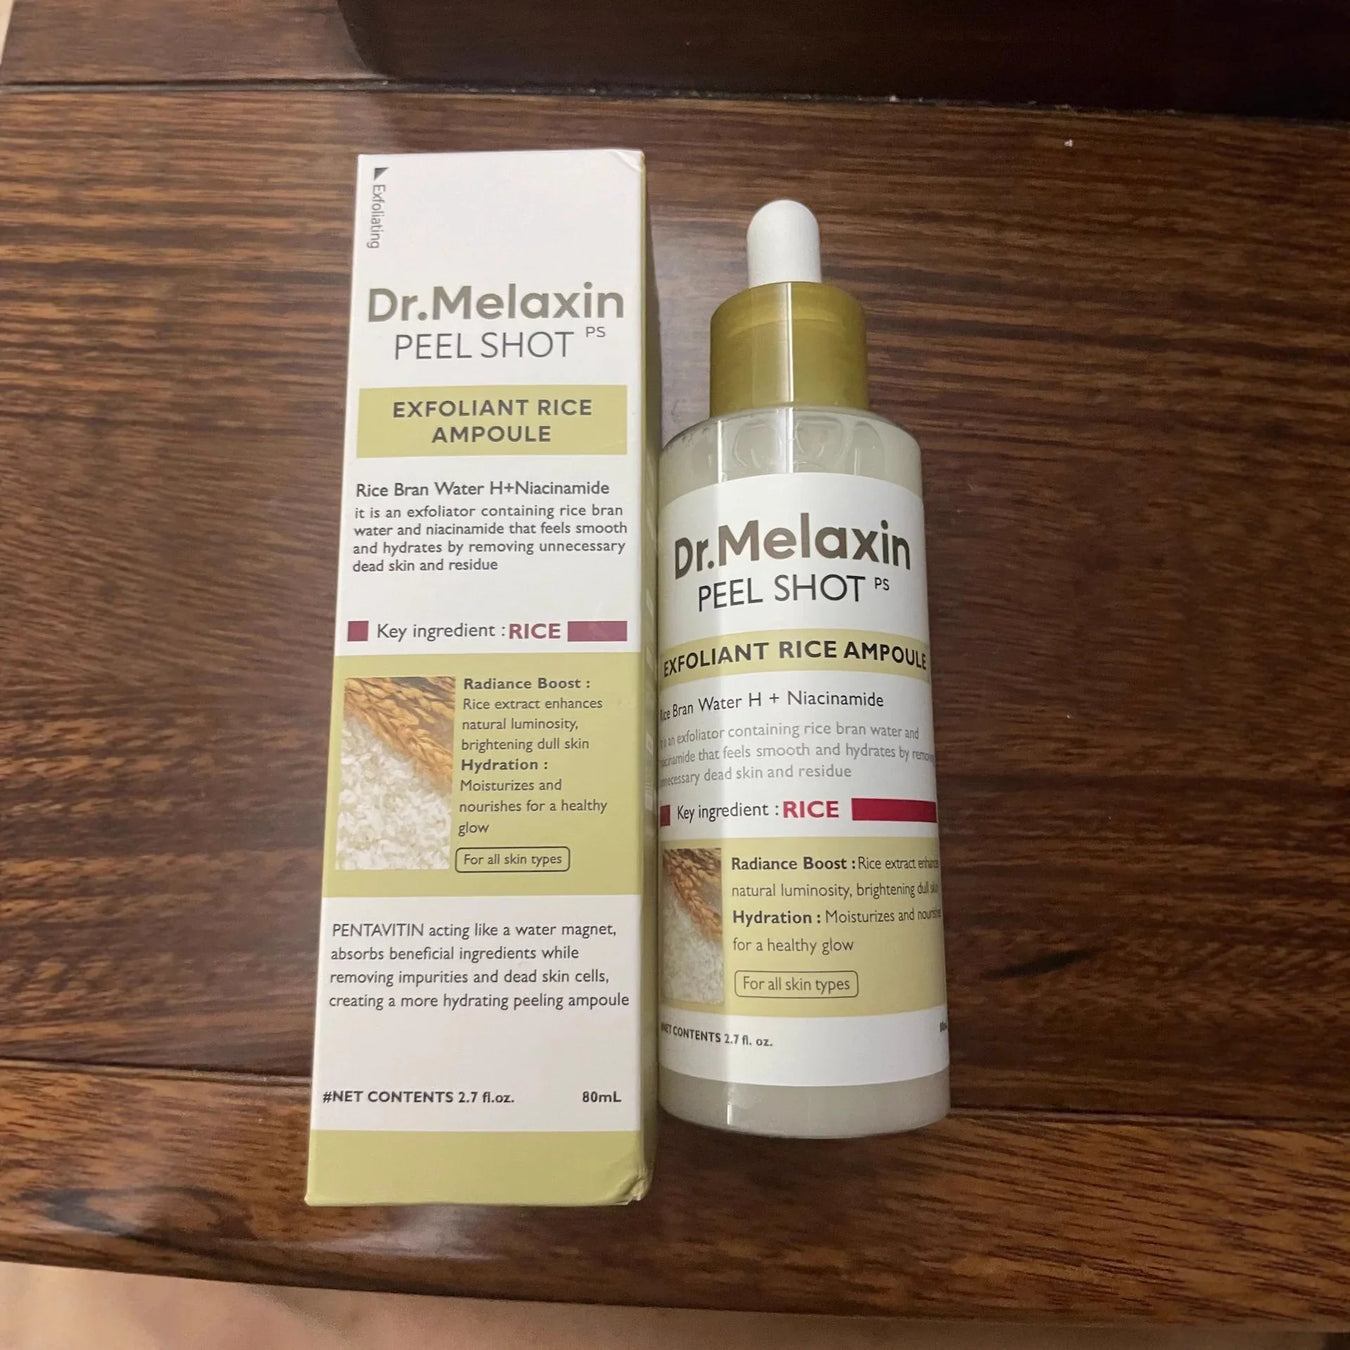 Exfoliating
Dr.Melaxin
PEEL SHOT PS
EXFOLIANT RICE
AMPOULE
Rice Bran Water H+Niacinamide
it is an exfoliator containing rice bran
water and niacinamide that feels smooth
and hydrates by removing unnecessary
dead skin and residue
Key ingredient : RICE
Radiance Boost :
Rice extract enhances
natural luminosity,
brightening dull skin
Hydration :
Moisturizes and
nourishes for a healthy
glow
For all skin types
PENTAVITIN acting like a water magnet,
absorbs beneficial ingredients while
removing impurities and dead skin cells,
creating a more hydrating peeling ampoule
#NET CONTENTS 2.7 fl.oz. 80mL
Dr.Melaxin
PEEL SHOT PS
EXFOLIANT RICE AMPOULE
Bran Water H + Niacinamide
an exfoliator containing rice bran water and
that feels smooth and hydrates by
dead skin and residue
Key ingredient : RICE
Radiance Boost : Rice extract
natural luminosity, brightening dull
Hydration : Moisturizes and
for a healthy glow
For all skin types
CONTENTS 2.7 fl. oz.